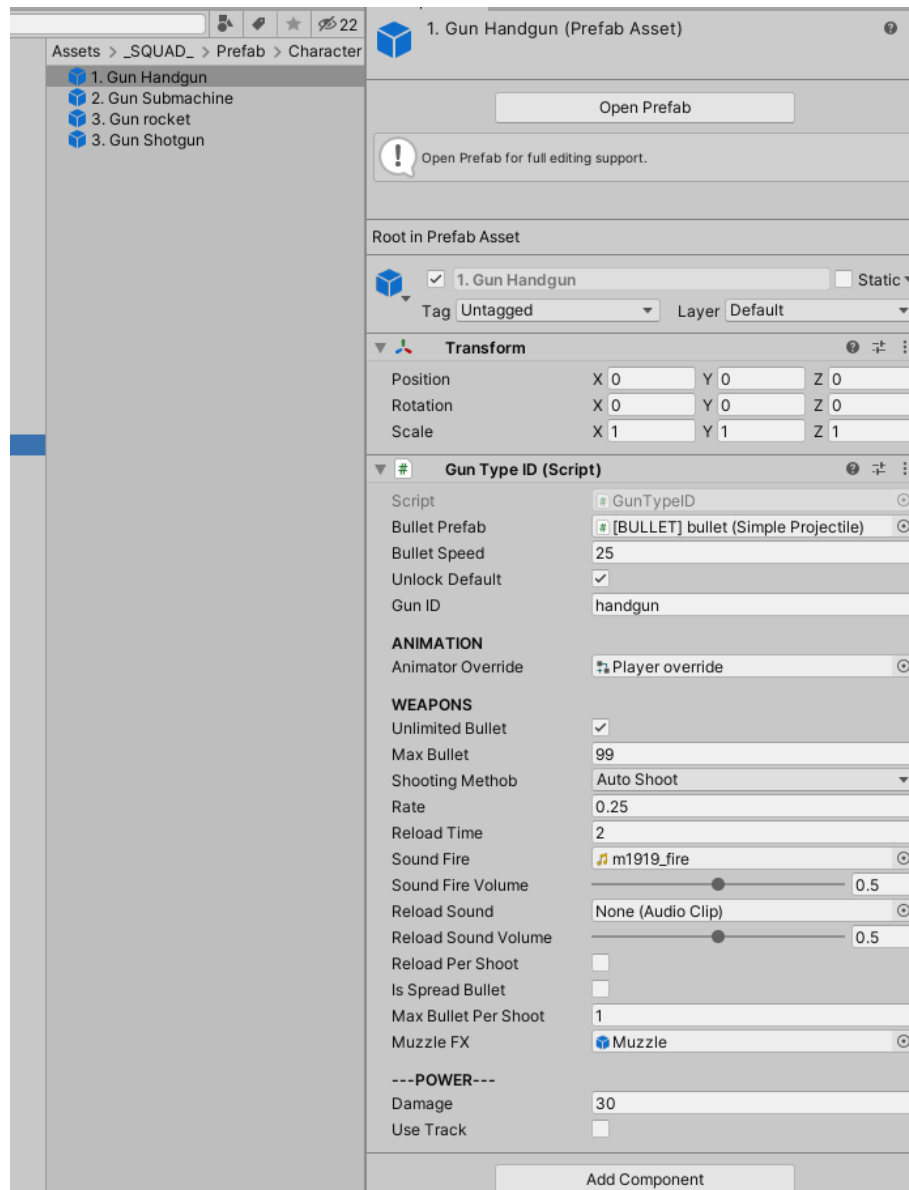 22
Assets > _SQUAD_ > Prefab > Character
1. Gun Handgun
2. Gun Submachine
3. Gun rocket
3. Gun Shotgun
1. Gun Handgun (Prefab Asset)
Open Prefab
Open Prefab for full editing support.
Root in Prefab Asset
1. Gun Handgun Static
Tag Untagged Layer Default
Transform
Position X 0 Y 0 Z 0
Rotation X 0 Y 0 Z 0
Scale X 1 Y 1 Z 1
# Gun Type ID (Script)
Script # GunTypeID
Bullet Prefab # [BULLET] bullet (Simple Projectile)
Bullet Speed 25
Unlock Default
Gun ID handgun
ANIMATION
Animator Override Player override
WEAPONS
Unlimited Bullet
Max Bullet 99
Shooting Methob Auto Shoot
Rate 0.25
Reload Time 2
Sound Fire m1919_fire
Sound Fire Volume 0.5
Reload Sound None (Audio Clip)
Reload Sound Volume 0.5
Reload Per Shoot
Is Spread Bullet
Max Bullet Per Shoot 1
Muzzle FX Muzzle
---POWER---
Damage 30
Use Track
Add Component